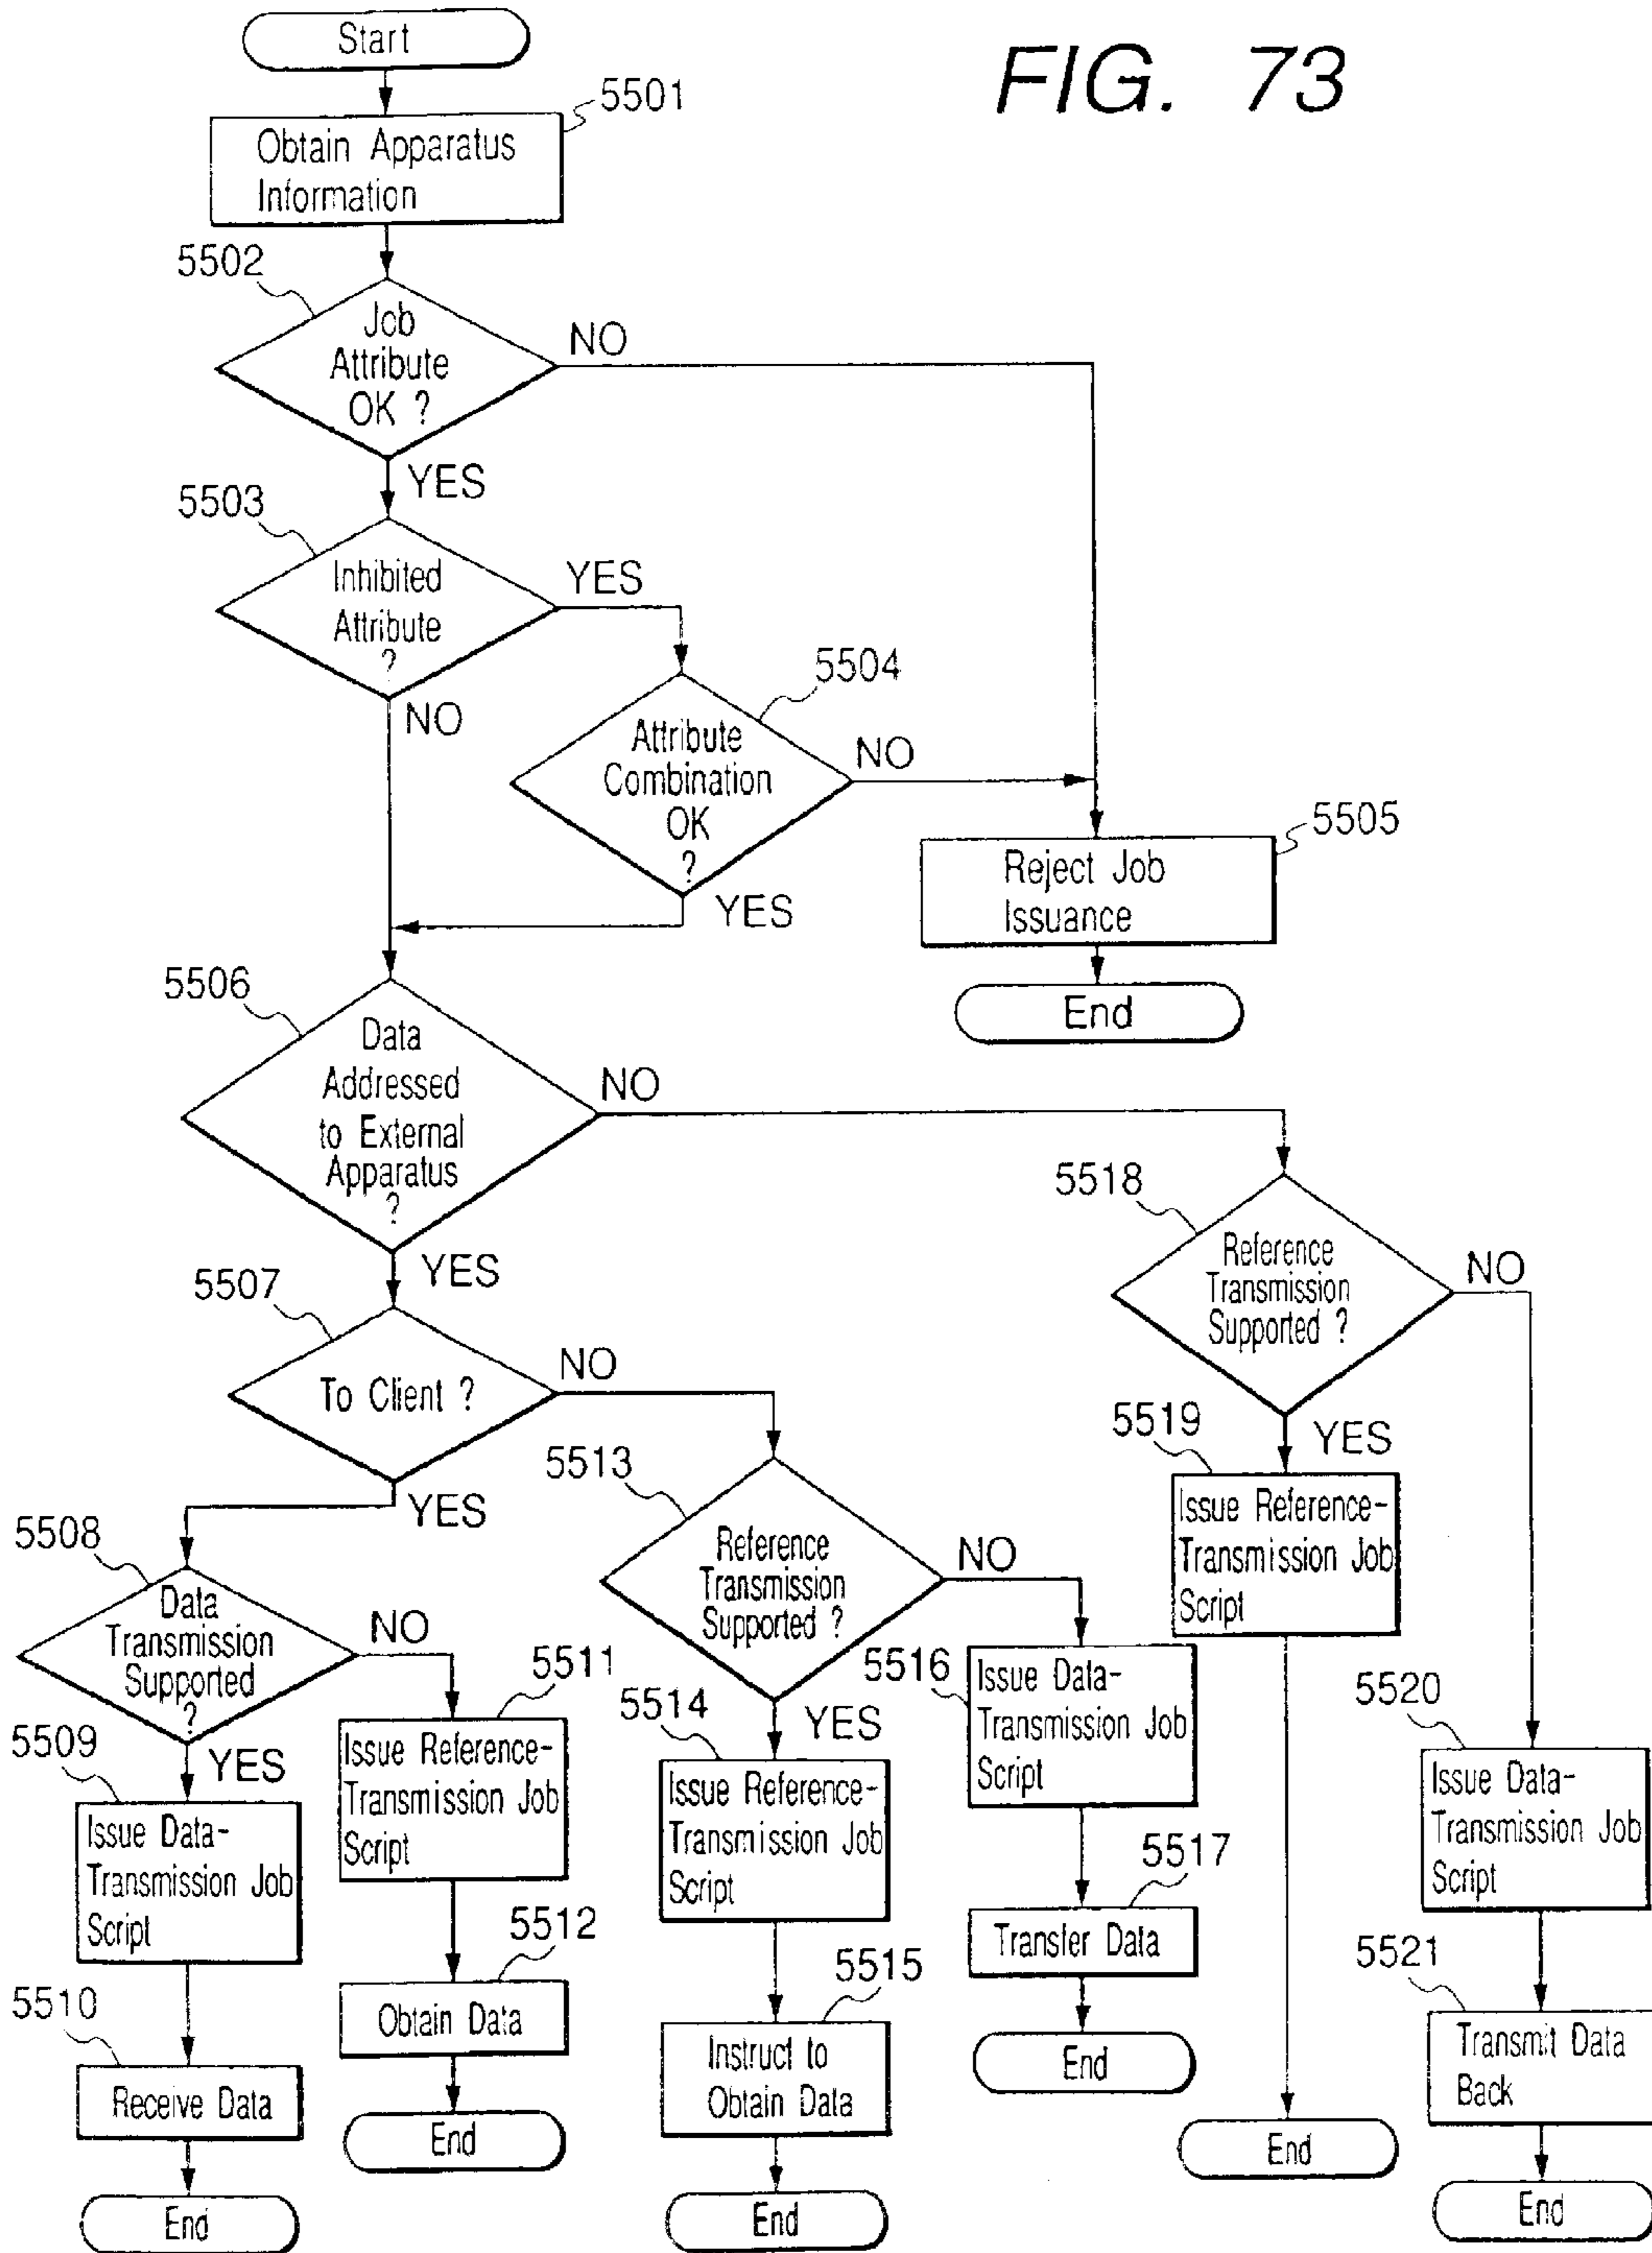 FIG. 73
Start
5501
Obtain Apparatus
Information
5502
Job
Attribute
OK ?
NO
YES
5503
Inhibited
Attribute
?
YES
NO
5504
Attribute
Combination
OK
?
NO
YES
5505
Reject Job
Issuance
End
5506
Data
Addressed
to External
Apparatus
?
NO
YES
5507
To Client ?
NO
YES
5518
Reference
Transmission
Supported ?
NO
YES
5519
Issue Reference-
Transmission Job
Script
End
5508
Data
Transmission
Supported
?
NO
YES
5513
Reference
Transmission
Supported ?
NO
YES
5509
Issue Data-
Transmission Job
Script
5510
Receive Data
End
5511
Issue Reference-
Transmission Job
Script
5512
Obtain Data
End
5514
Issue Reference-
Transmission Job
Script
5515
Instruct to
Obtain Data
End
5516
Issue Data-
Transmission Job
Script
5517
Transfer Data
End
5520
Issue Data-
Transmission Job
Script
5521
Transmit Data
Back
End